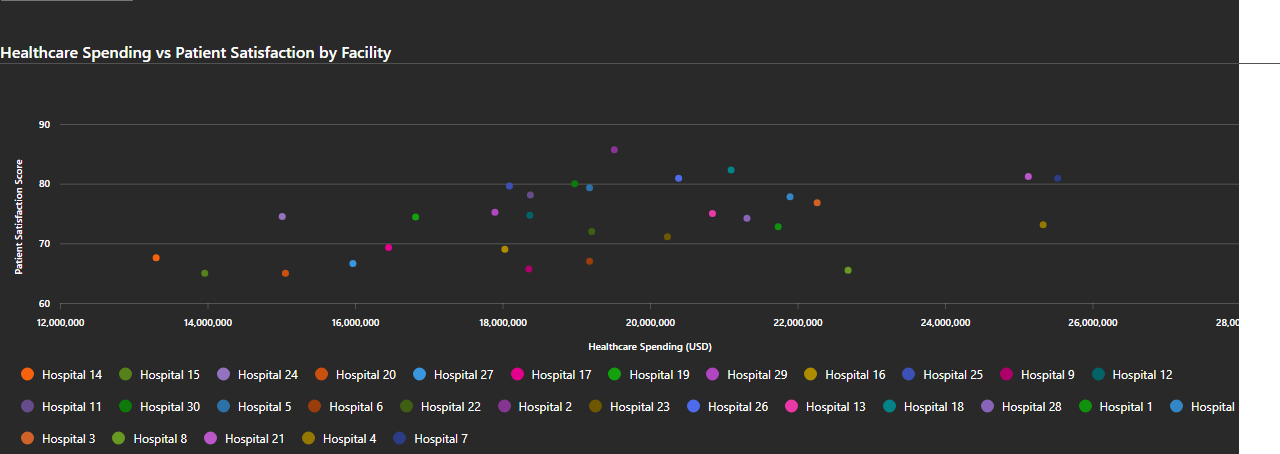 Healthcare Spending vs Patient Satisfaction by Facility
90
80
70
60
Patient Satisfaction Score
12,000,000 14,000,000 16,000,000 18,000,000 20,000,000 22,000,000 24,000,000 26,000,000 28,00
Healthcare Spending (USD)
Hospital 14 Hospital 15 Hospital 24 Hospital 20 Hospital 27 Hospital 17 Hospital 19 Hospital 29 Hospital 16 Hospital 25 Hospital 9 Hospital 12
Hospital 11 Hospital 30 Hospital 5 Hospital 6 Hospital 22 Hospital 2 Hospital 23 Hospital 26 Hospital 13 Hospital 18 Hospital 28 Hospital 1 Hospital
Hospital 3 Hospital 8 Hospital 21 Hospital 4 Hospital 7